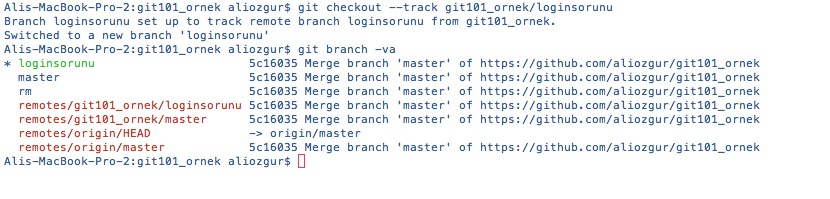 Alis-MacBook-Pro-2:git101_ornek aliozgur$ git checkout --track git101_ornek/loginsorunu
Branch loginsorunu set up to track remote branch loginsorunu from git101_ornek.
Switched to a new branch 'loginsorunu'
Alis-MacBook-Pro-2:git101_ornek aliozgur$ git branch -va
* loginsorunu                      5c16035 Merge branch 'master' of https://github.com/aliozgur/git101_ornek
  master                           5c16035 Merge branch 'master' of https://github.com/aliozgur/git101_ornek
  rm                               5c16035 Merge branch 'master' of https://github.com/aliozgur/git101_ornek
  remotes/git101_ornek/loginsorunu 5c16035 Merge branch 'master' of https://github.com/aliozgur/git101_ornek
  remotes/git101_ornek/master      5c16035 Merge branch 'master' of https://github.com/aliozgur/git101_ornek
  remotes/origin/HEAD              -> origin/master
  remotes/origin/master            5c16035 Merge branch 'master' of https://github.com/aliozgur/git101_ornek
Alis-MacBook-Pro-2:git101_ornek aliozgur$